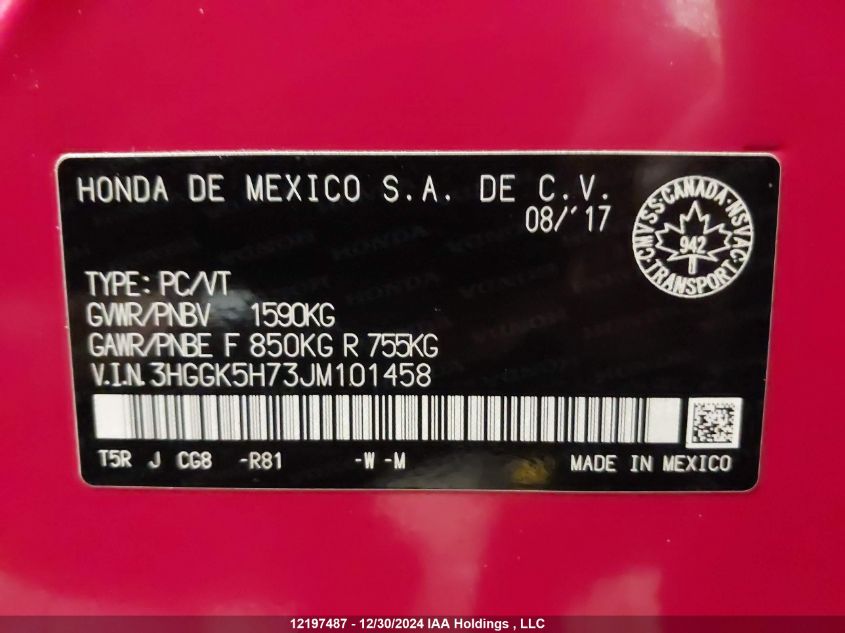 HONDA DE MEXICO S.A. DE C.V.
08/'17
CMVSS·CANADA·NSVAC·TRANSPORT·
942
TYPE: PC/VT
GVWR/PNBV 1590KG
GAWR/PNBE F 850KG R 755KG
V.I.N. 3HGGK5H73JM101458
T5R J CG8 -R81 -W -M MADE IN MEXICO
12197487 - 12/30/2024 IAA Holdings , LLC